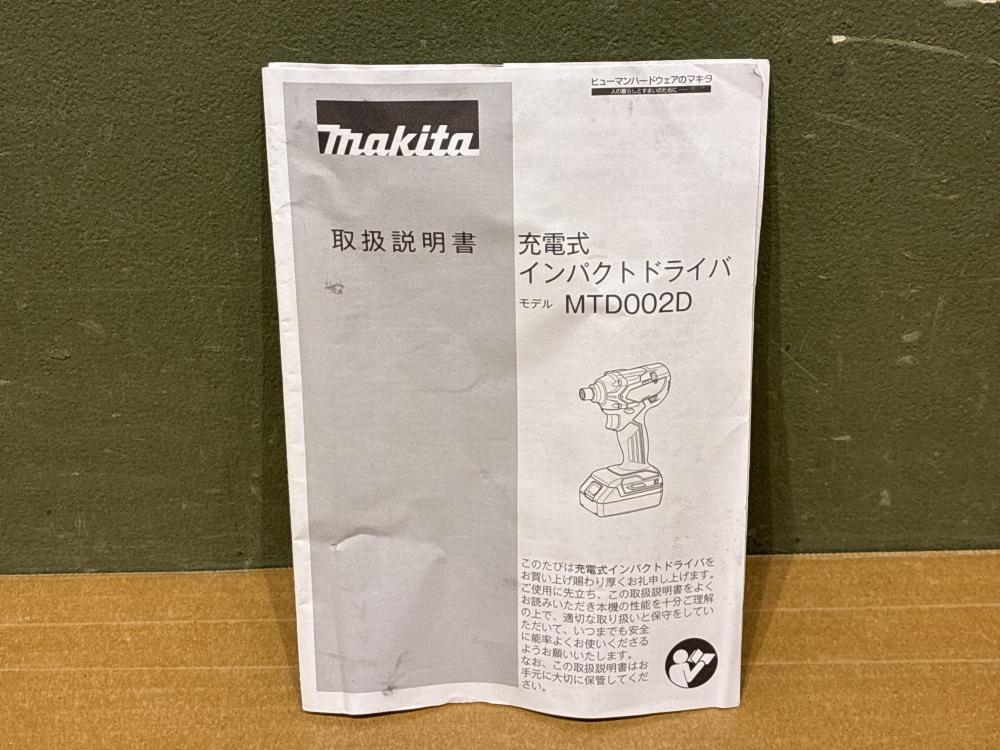 ヒューマンハードウェアのマキタ
人の暮らしとすまいのために
makita
取扱説明書
充電式
インパクトドライバ
モデル MTD002D
このたびは充電式インパクトドライバを
お買い上げ賜わり厚くお礼申し上げます。
ご使用に先立ち、この取扱説明書をよく
お読みいただき本機の性能を十分ご理解
の上で、適切な取り扱いと保守をしてい
ただいて、いつまでも安全
に能率よくお使いくださる
ようお願いいたします。
なお、この取扱説明書はお
手元に大切に保管してくだ
さい。